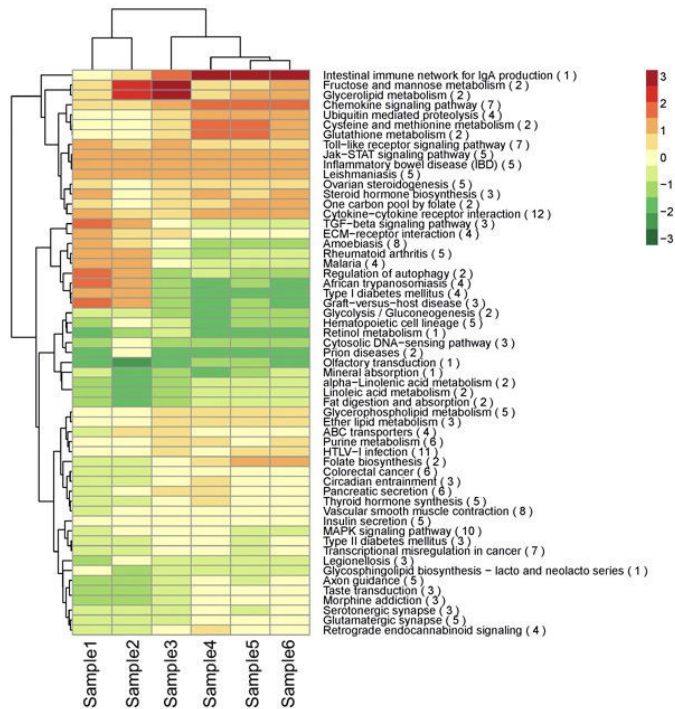 Intestinal immune network for IgA production ( 1 )
Fructose and mannose metabolism ( 2 )
Glycerolipid metabolism ( 2 )
Chemokine signaling pathway ( 7 )
Ubiquitin mediated proteolysis ( 4 )
Cysteine and methionine metabolism ( 2 )
Glutathione metabolism ( 2 )
Toll−like receptor signaling pathway ( 7 )
Jak−STAT signaling pathway ( 5 )
Inflammatory bowel disease (IBD) ( 5 )
Leishmaniasis ( 5 )
Ovarian steroidogenesis ( 5 )
Steroid hormone biosynthesis ( 3 )
One carbon pool by folate ( 2 )
Cytokine−cytokine receptor interaction ( 12 )
TGF−beta signaling pathway ( 3 )
ECM−receptor interaction ( 4 )
Amoebiasis ( 8 )
Rheumatoid arthritis ( 5 )
Malaria ( 4 )
Regulation of autophagy ( 2 )
African trypanosomiasis ( 4 )
Type I diabetes mellitus ( 4 )
Graft−versus−host disease ( 3 )
Glycolysis / Gluconeogenesis ( 2 )
Hematopoietic cell lineage ( 5 )
Retinol metabolism ( 1 )
Cytosolic DNA−sensing pathway ( 3 )
Prion diseases ( 2 )
Olfactory transduction ( 1 )
Mineral absorption ( 1 )
alpha−Linolenic acid metabolism ( 2 )
Linoleic acid metabolism ( 2 )
Fat digestion and absorption ( 2 )
Glycerophospholipid metabolism ( 5 )
Ether lipid metabolism ( 3 )
ABC transporters ( 4 )
Purine metabolism ( 6 )
HTLV−I infection ( 11 )
Folate biosynthesis ( 2 )
Colorectal cancer ( 6 )
Circadian entrainment ( 3 )
Pancreatic secretion ( 6 )
Thyroid hormone synthesis ( 5 )
Vascular smooth muscle contraction ( 8 )
Insulin secretion ( 5 )
MAPK signaling pathway ( 10 )
Type II diabetes mellitus ( 3 )
Transcriptional misregulation in cancer ( 7 )
Legionellosis ( 3 )
Glycosphingolipid biosynthesis − lacto and neolacto series ( 1 )
Axon guidance ( 5 )
Taste transduction ( 3 )
Morphine addiction ( 3 )
Serotonergic synapse ( 3 )
Glutamatergic synapse ( 5 )
Retrograde endocannabinoid signaling ( 4 )
3
2
1
0
−1
−2
−3
Sample1
Sample2
Sample3
Sample4
Sample5
Sample6